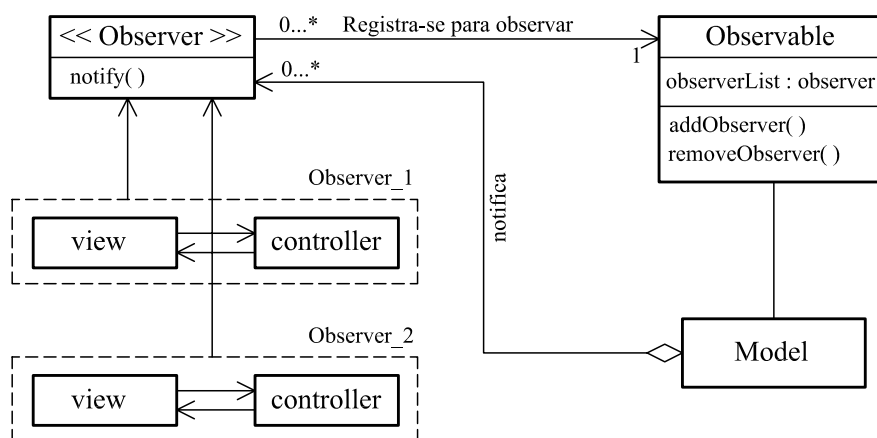 << Observer >>
notify( )
0...*
Registra-se para observar
1
0...*
Observable
observerList : observer
addObserver( )
removeObserver( )
notifica
Observer_1
view
controller
Observer_2
view
controller
Model